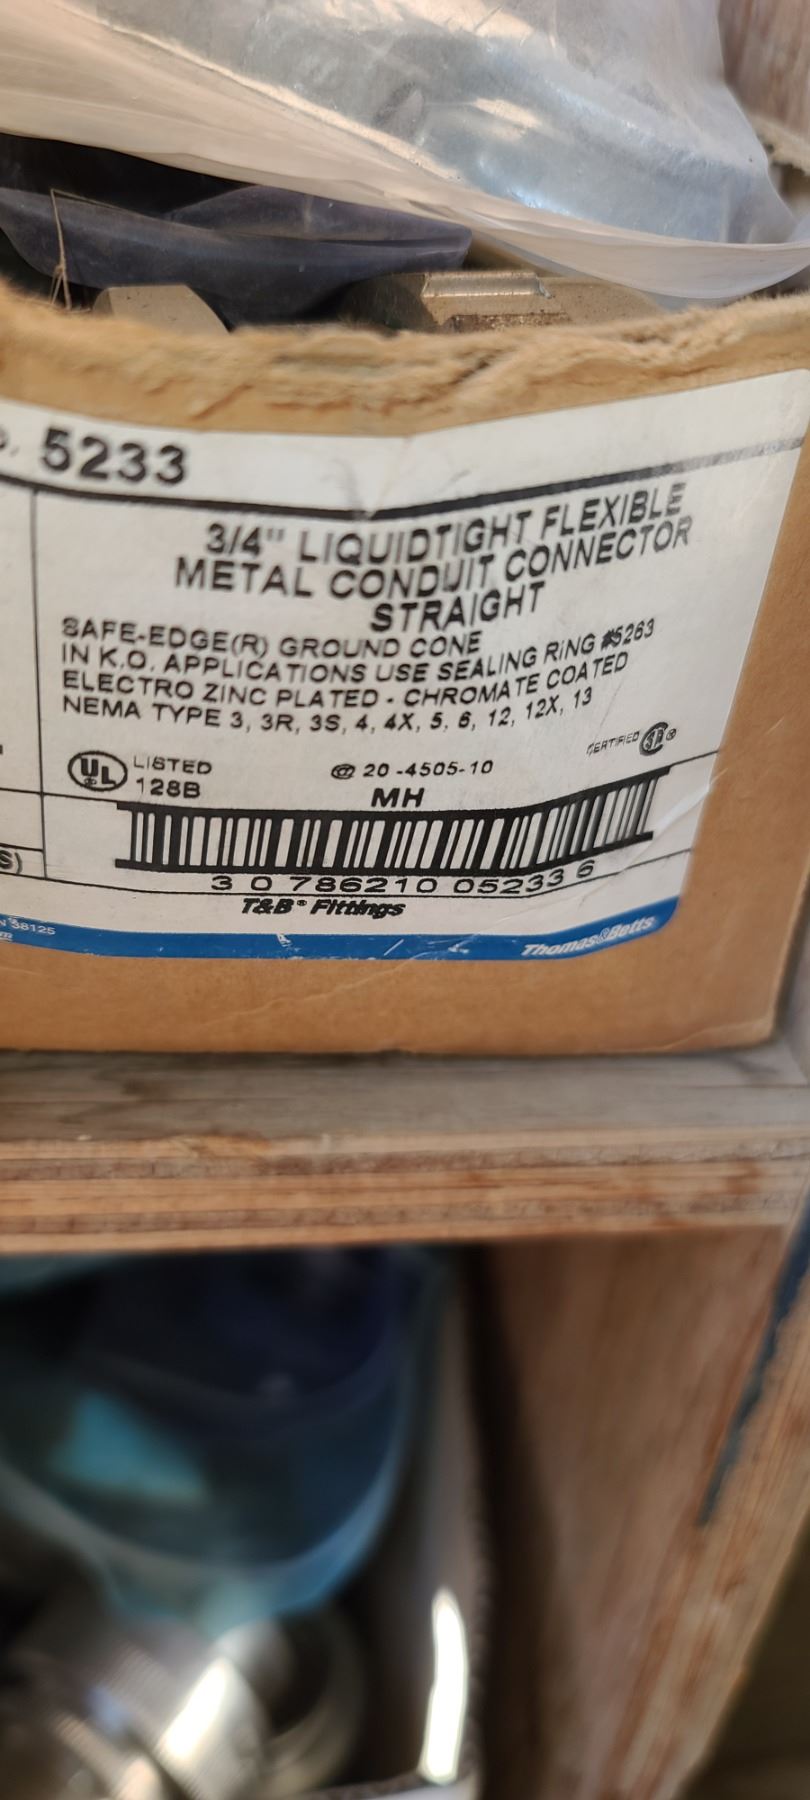 5233
3/4" LIQUIDTIGHT FLEXIBLE
METAL CONDUIT CONNECTOR
STRAIGHT
SAFE-EDGE(R) GROUND CONE
IN K.O. APPLICATIONS USE SEALING RING #5263
ELECTRO ZINC PLATED - CHROMATE COATED
NEMA TYPE 3, 3R, 3S, 4, 4X, 5, 6, 12, 12X, 13
UL LISTED
128B
@ 20-4505-10
MH
CERTIFIED ®
3 0 786210 05233 6
T&B® Fittings
38125
Thomas&Betts